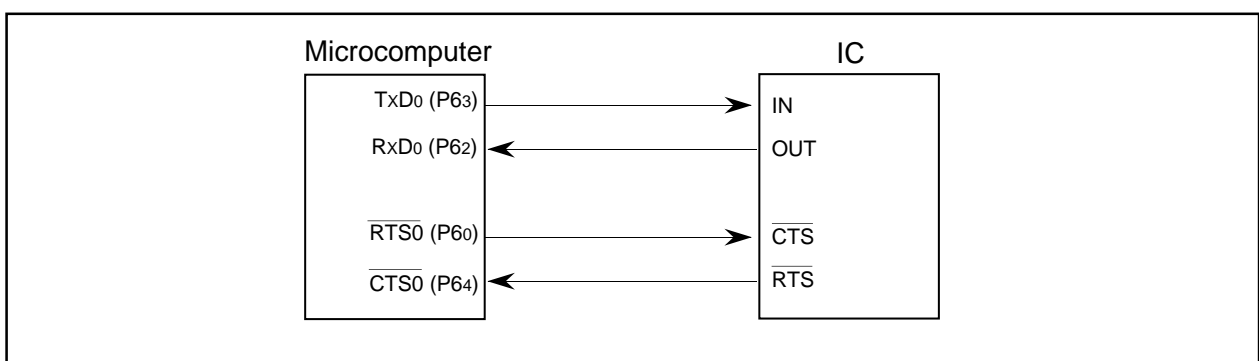 Microcomputer
IC
TxD0 (P63)
IN
RxD0 (P62)
OUT
RTS0 (P60)
CTS
CTS0 (P64)
RTS